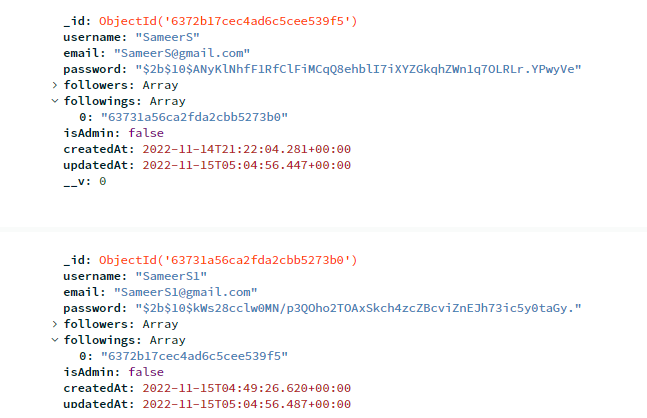 _id: ObjectId('6372b17cec4ad6c5cee539f5')
username: "SameerS"
email: "SameerS@gmail.com"
password: "$2b$10$ANyKlNhfF1RfClFiMCqQ8ehblI7iXYZGkqhZWn1q7OLRLr.YPwyVe"
followers: Array
followings: Array
0: "63731a56ca2fda2cbb5273b0"
isAdmin: false
createdAt: 2022-11-14T21:22:04.281+00:00
updatedAt: 2022-11-15T05:04:56.447+00:00
__v: 0
_id: ObjectId('63731a56ca2fda2cbb5273b0')
username: "SameerS1"
email: "SameerS1@gmail.com"
password: "$2b$10$kWs28cclw0MN/p3QOho2TOAxSkch4zcZBcviZnEJh73ic5y0taGy."
followers: Array
followings: Array
0: "6372b17cec4ad6c5cee539f5"
isAdmin: false
createdAt: 2022-11-15T04:49:26.620+00:00
updatedAt: 2022-11-15T05:04:56.487+00:00